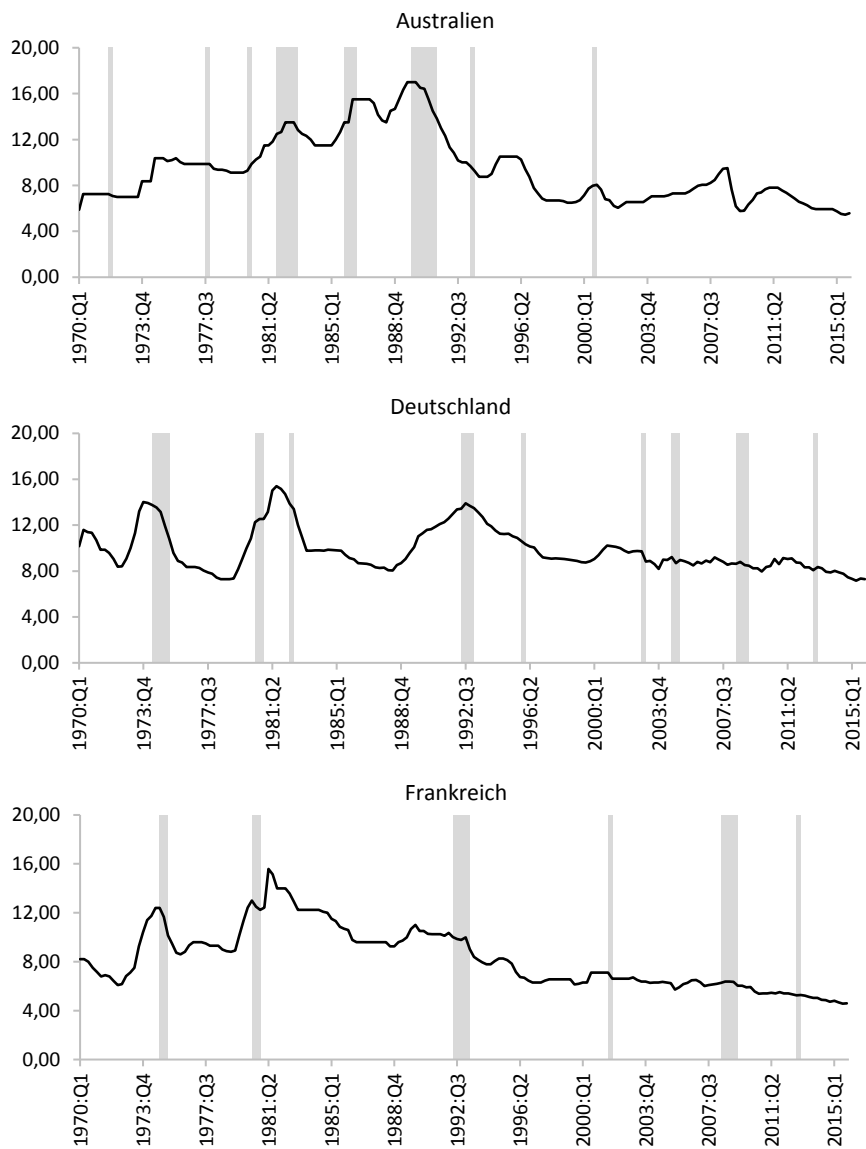 Australien
20,00
16,00
12,00
8,00
4,00
0,00
1970:Q1
1973:Q4
1977:Q3
1981:Q2
1985:Q1
1988:Q4
1992:Q3
1996:Q2
2000:Q1
2003:Q4
2007:Q3
2011:Q2
2015:Q1
Deutschland
20,00
16,00
12,00
8,00
4,00
0,00
1970:Q1
1973:Q4
1977:Q3
1981:Q2
1985:Q1
1988:Q4
1992:Q3
1996:Q2
2000:Q1
2003:Q4
2007:Q3
2011:Q2
2015:Q1
Frankreich
20,00
16,00
12,00
8,00
4,00
0,00
1970:Q1
1973:Q4
1977:Q3
1981:Q2
1985:Q1
1988:Q4
1992:Q3
1996:Q2
2000:Q1
2003:Q4
2007:Q3
2011:Q2
2015:Q1